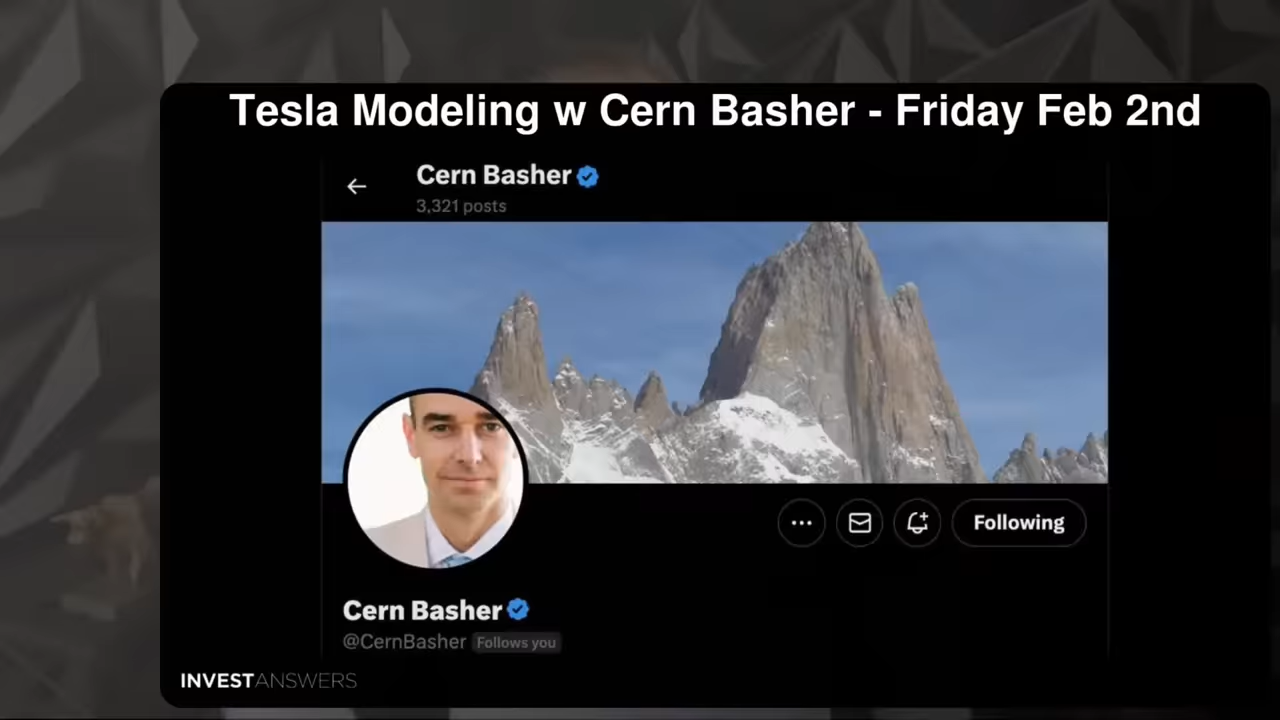 Tesla Modeling w Cern Basher - Friday Feb 2nd
Cern Basher
3,321 posts
Following
Cern Basher
@CernBasher Follows you
INVESTANSWERS